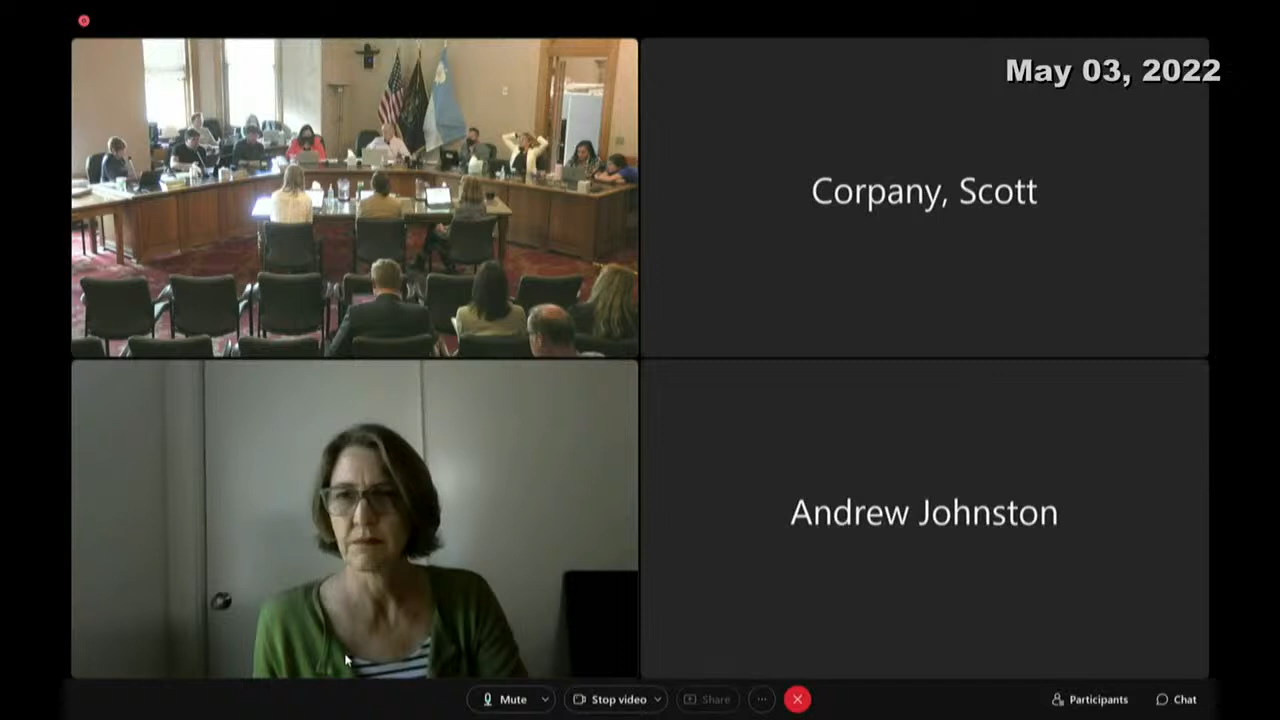 May 03, 2022
Corpany, Scott
Andrew Johnston
Mute
Stop video
Share
Participants
Chat